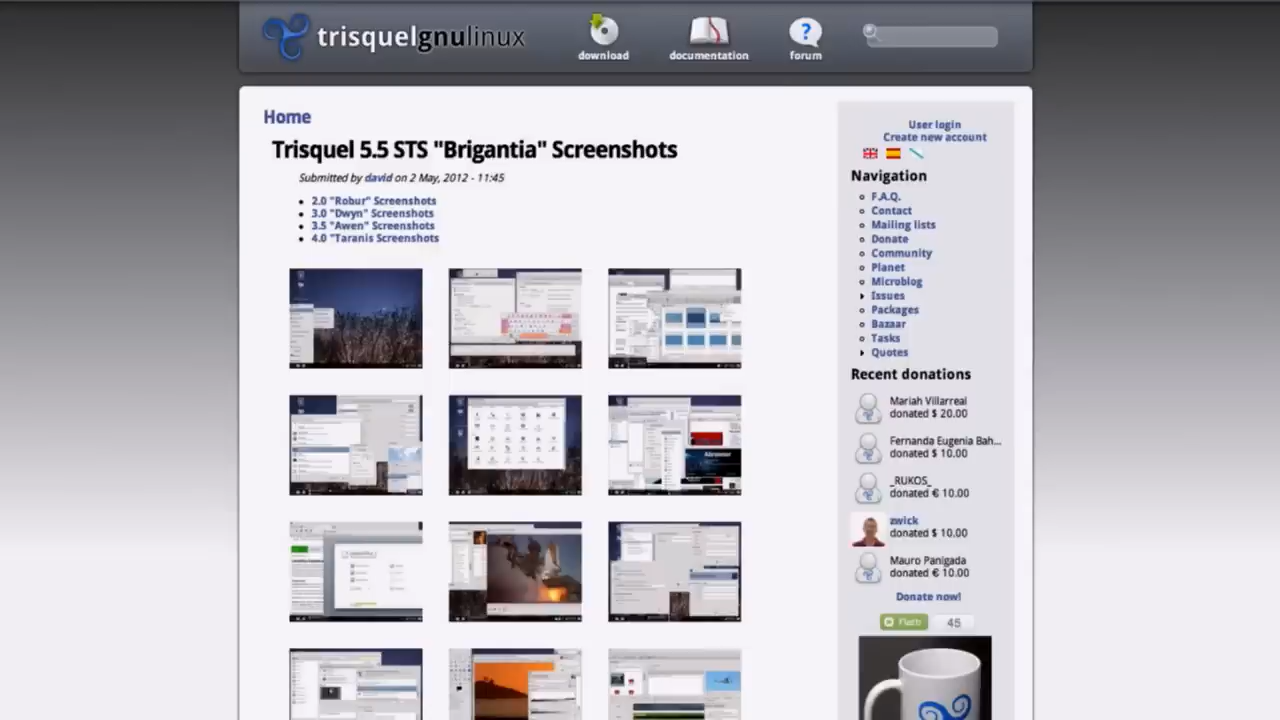 trisquelgnulinux
download
documentation
forum
Home
Trisquel 5.5 STS "Brigantia" Screenshots
Submitted by david on 2 May, 2012 - 11:45
2.0 "Robur" Screenshots
3.0 "Dwyn" Screenshots
3.5 "Awen" Screenshots
4.0 "Taranis Screenshots
User login
Create new account
Navigation
F.A.Q.
Contact
Mailing lists
Donate
Community
Planet
Microblog
Issues
Packages
Bazaar
Tasks
Quotes
Recent donations
Mariah Villarreal
donated $ 20.00
Fernanda Eugenia Bah...
donated $ 10.00
_RUKOS_
donated € 10.00
zwick
donated $ 10.00
Mauro Panigada
donated € 10.00
Donate now!
Flattr 45